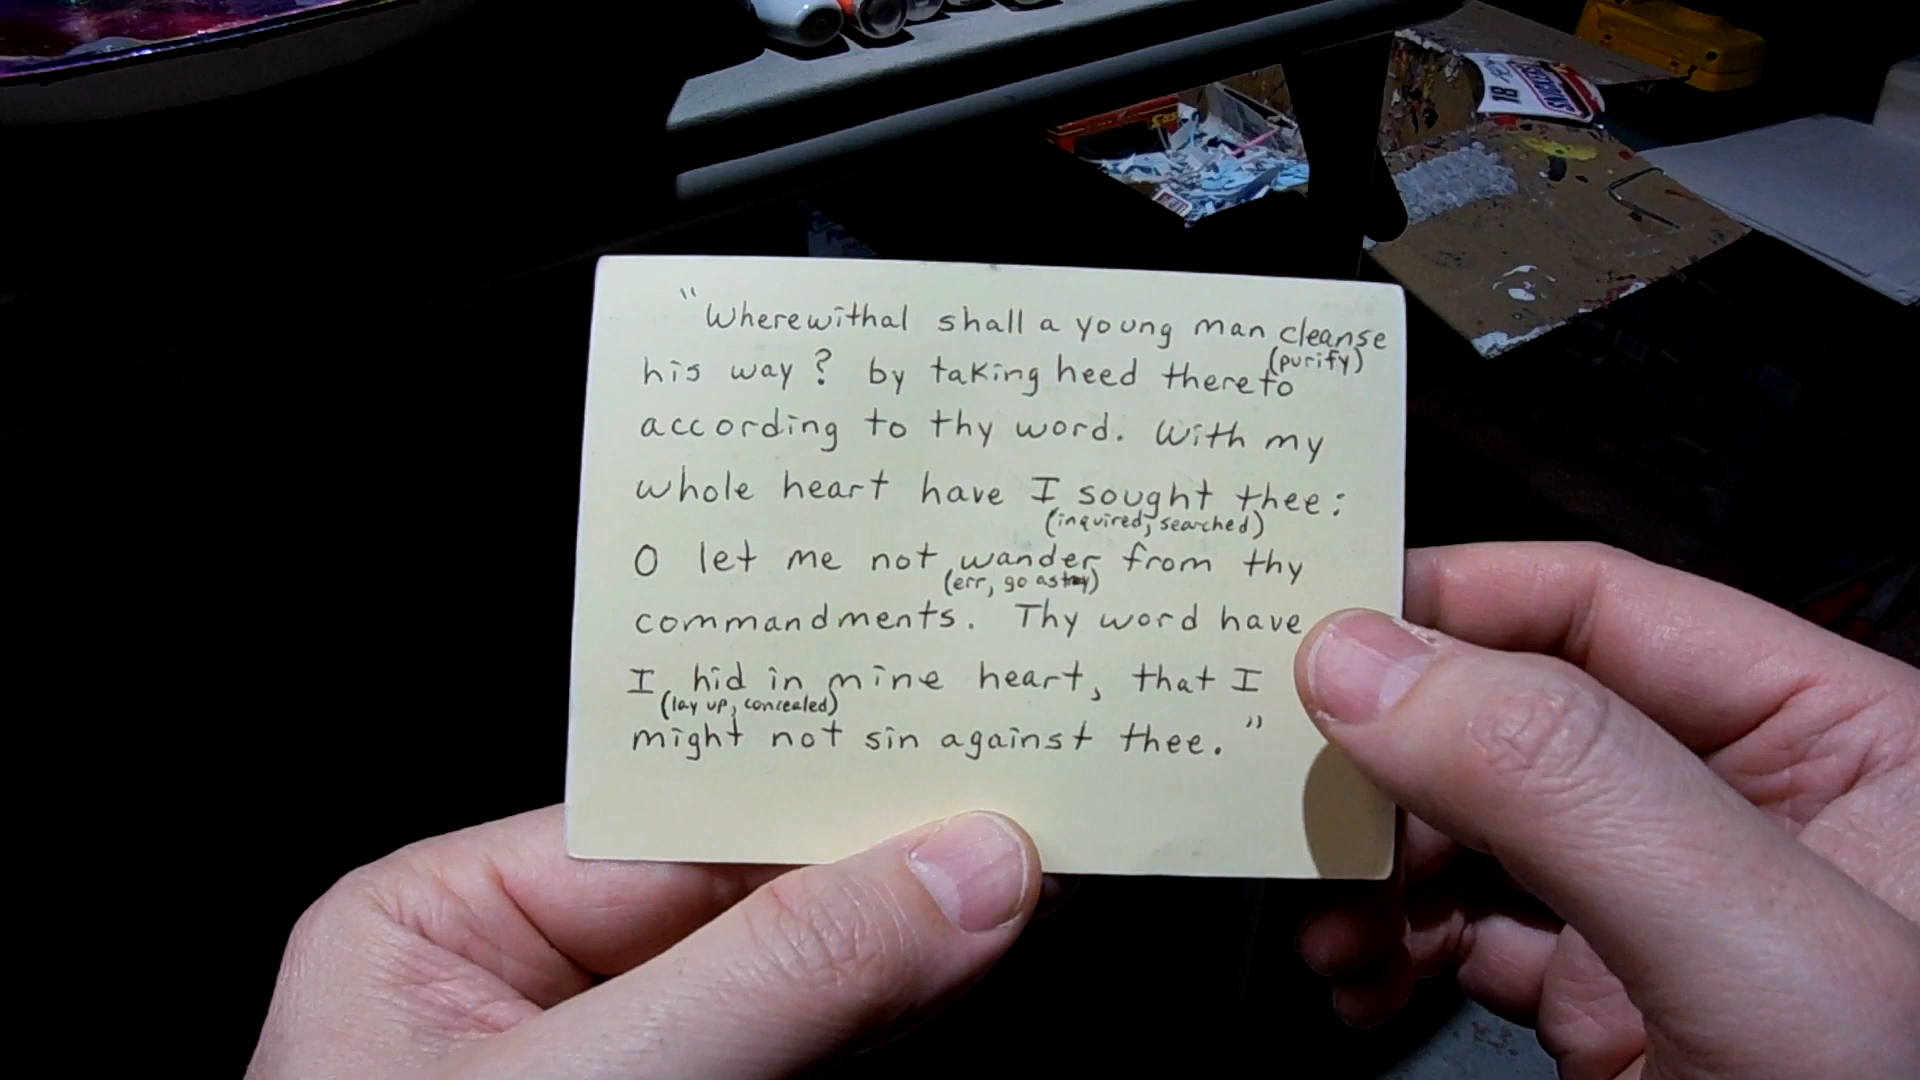 "Wherewithal shall a young man cleanse
(purify)
his way? by taking heed thereto
according to thy word. With my
whole heart have I sought thee:
(inquired, searched)
O let me not wander from thy
(err, go astray)
commandments. Thy word have
I hid in mine heart, that I
(lay up, concealed)
might not sin against thee."
18